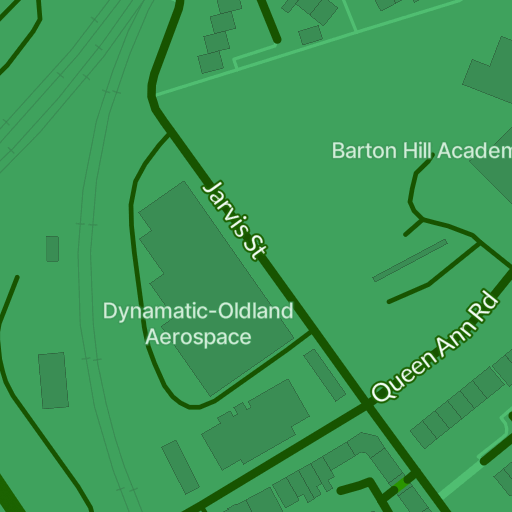 Barton Hill Academ
Jarvis St
Dynamatic-Oldland
Aerospace
Queen Ann Rd